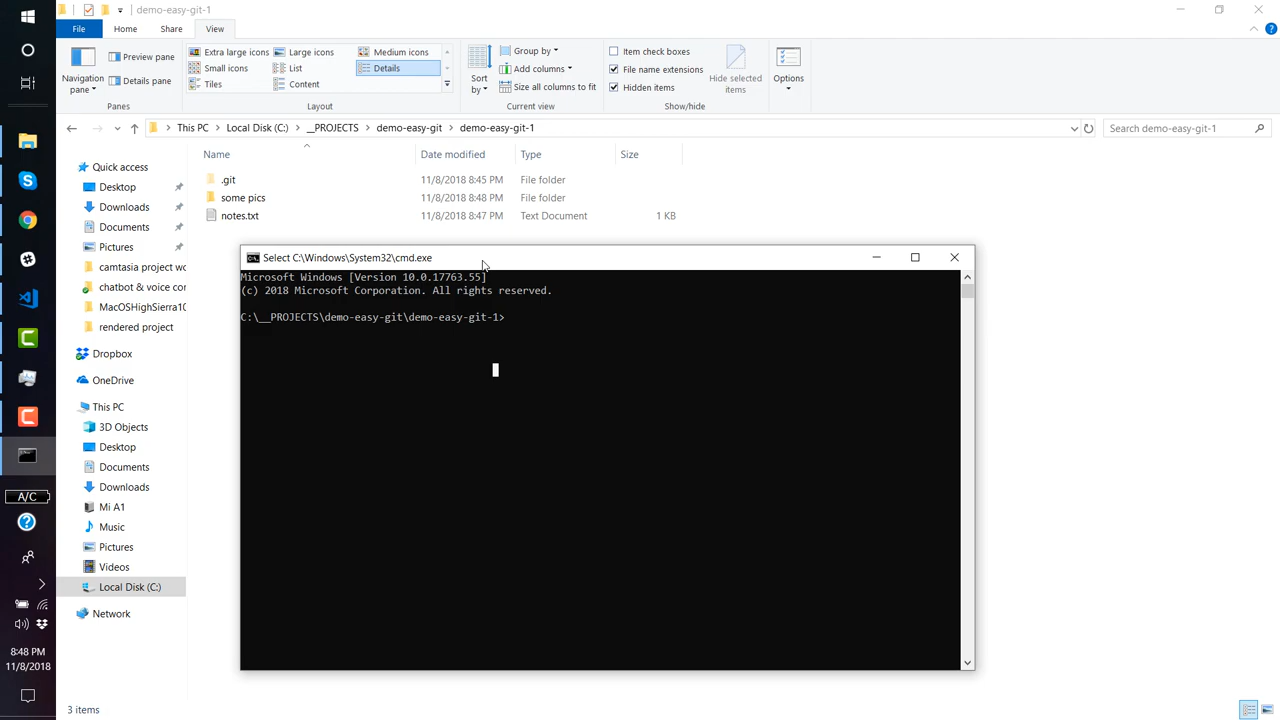 demo-easy-git-1
File Home Share View
Preview pane
Details pane
Navigation pane
Panes
Extra large icons Large icons Medium icons
Small icons List Details
Tiles Content
Layout
Sort by
Group by
Add columns
Size all columns to fit
Current view
Item check boxes
File name extensions
Hidden items
Hide selected items
Show/hide
Options
This PC > Local Disk (C:) > __PROJECTS > demo-easy-git > demo-easy-git-1
Search demo-easy-git-1
Name Date modified Type Size
.git 11/8/2018 8:45 PM File folder
some pics 11/8/2018 8:48 PM File folder
notes.txt 11/8/2018 8:47 PM Text Document 1 KB
Quick access
Desktop
Downloads
Documents
Pictures
camtasia project wo
chatbot & voice cor
MacOSHighSierra10
rendered project
Dropbox
OneDrive
This PC
3D Objects
Desktop
Documents
Downloads
Mi A1
Music
Pictures
Videos
Local Disk (C:)
Network
Select C:\Windows\System32\cmd.exe
Microsoft Windows [Version 10.0.17763.55]
(c) 2018 Microsoft Corporation. All rights reserved.
C:\__PROJECTS\demo-easy-git\demo-easy-git-1>
A/C
8:48 PM
11/8/2018
3 items